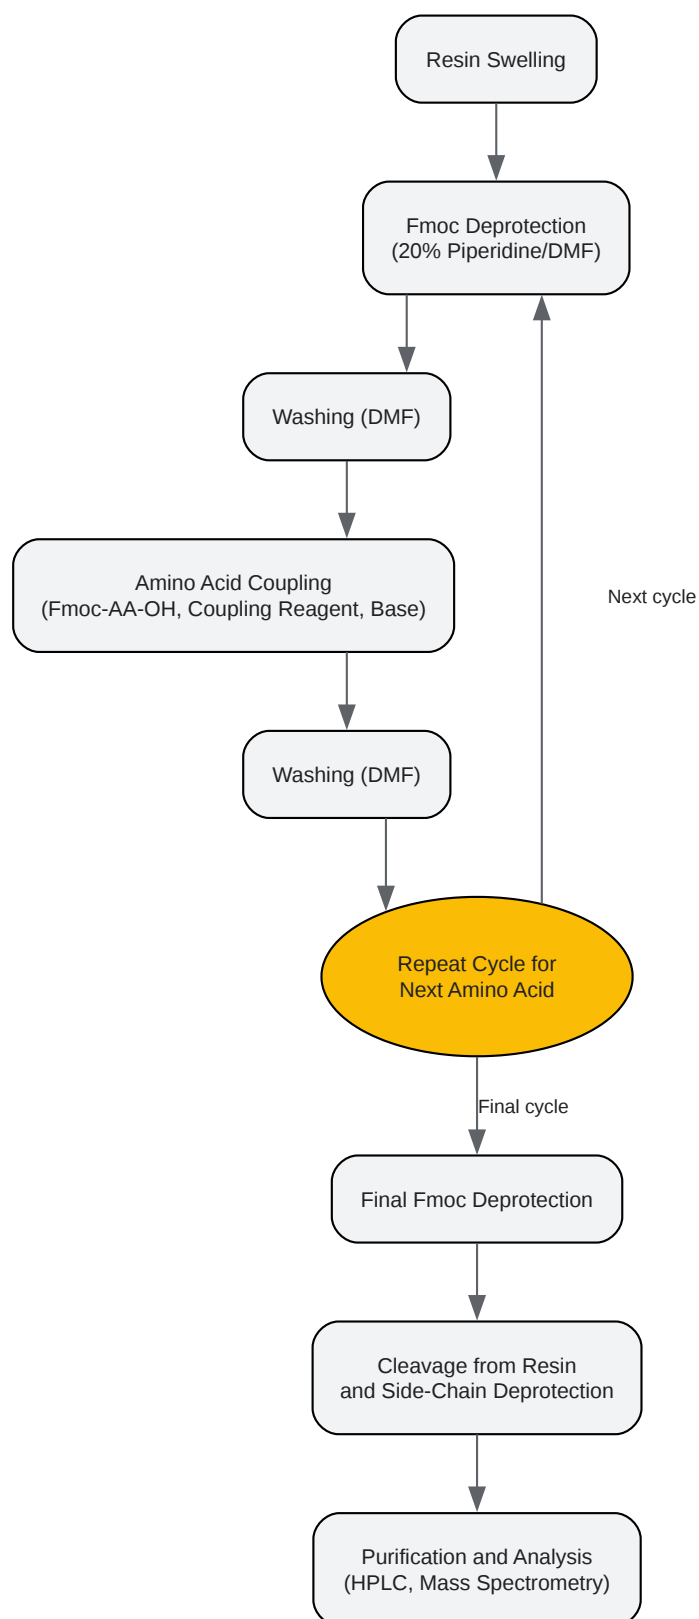 Resin Swelling
Fmoc Deprotection
(20% Piperidine/DMF)
Washing (DMF)
Amino Acid Coupling
(Fmoc-AA-OH, Coupling Reagent, Base)
Next cycle
Washing (DMF)
Repeat Cycle for
Next Amino Acid
Final cycle
Final Fmoc Deprotection
Cleavage from Resin
and Side-Chain Deprotection
Purification and Analysis
(HPLC, Mass Spectrometry)